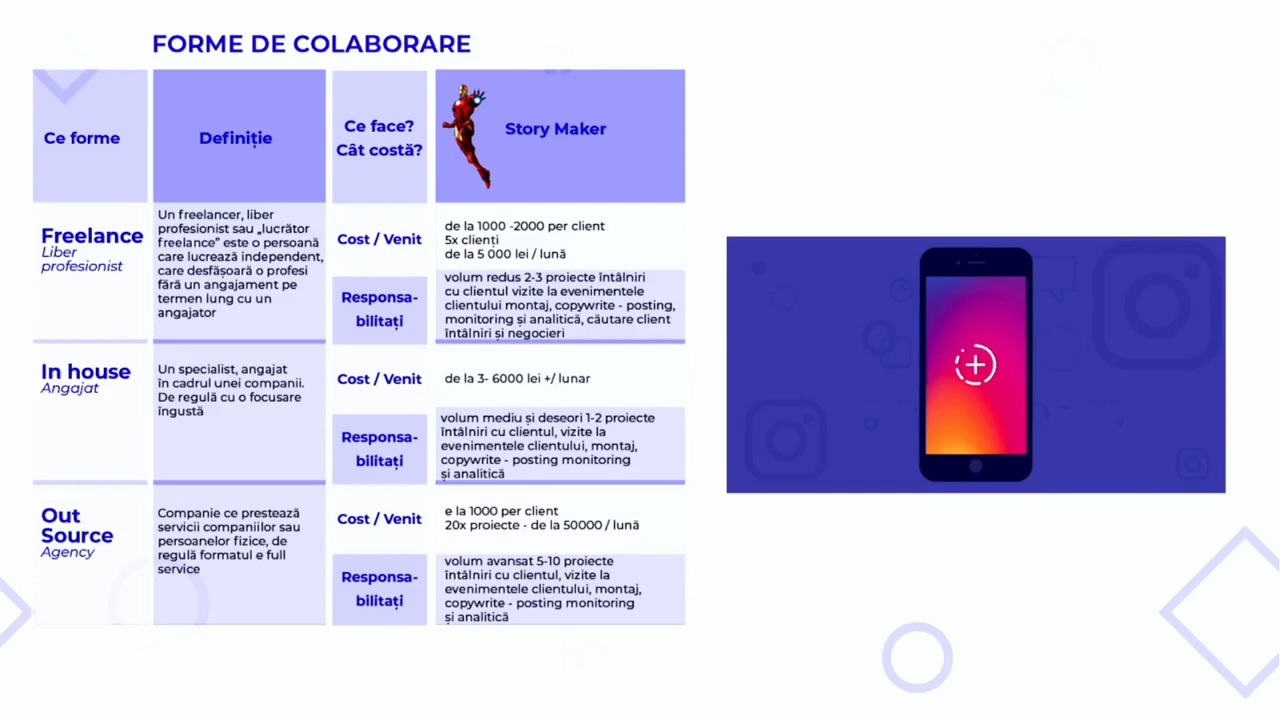 FORME DE COLABORARE
Ce forme
Definiție
Ce face?
Cât costă?
Story Maker
Freelance
Liber
profesionist
Un freelancer, liber
profesionist sau „lucrător
freelance” este o persoană
care lucrează independent,
care desfășoară o profesi
fără un angajament pe
termen lung cu un
angajator
Cost / Venit
de la 1000 -2000 per client
5x clienți
de la 5 000 lei / lună
Responsa-
bilitați
volum redus 2-3 proiecte întâlniri
cu clientul vizite la evenimentele
clientului montaj, copywrite - posting,
monitoring și analitică, căutare client
întâlniri și negocieri
In house
Angajat
Un specialist, angajat
în cadrul unei companii.
De regulă cu o focusare
îngustă
Cost / Venit
de la 3- 6000 lei +/ lunar
Responsa-
bilitați
volum mediu și deseori 1-2 proiecte
întâlniri cu clientul, vizite la
evenimentele clientului, montaj,
copywrite - posting monitoring
și analitică
Out
Source
Agency
Companie ce prestează
servicii companiilor sau
persoanelor fizice, de
regulă formatul e full
service
Cost / Venit
e la 1000 per client
20x proiecte - de la 50000 / lună
Responsa-
bilitați
volum avansat 5-10 proiecte
întâlniri cu clientul, vizite la
evenimentele clientului, montaj,
copywrite - posting monitoring
și analitică